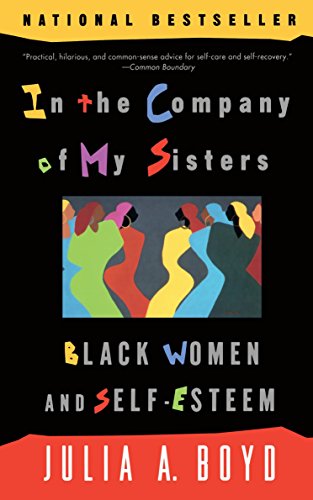 NATIONAL BESTSELLER
"Practical, hilarious, and common-sense advice for self-care and self-recovery."
—Common Boundary
In the Company
of My Sisters
BLACK WOMEN
AND SELF-ESTEEM
JULIA A. BOYD